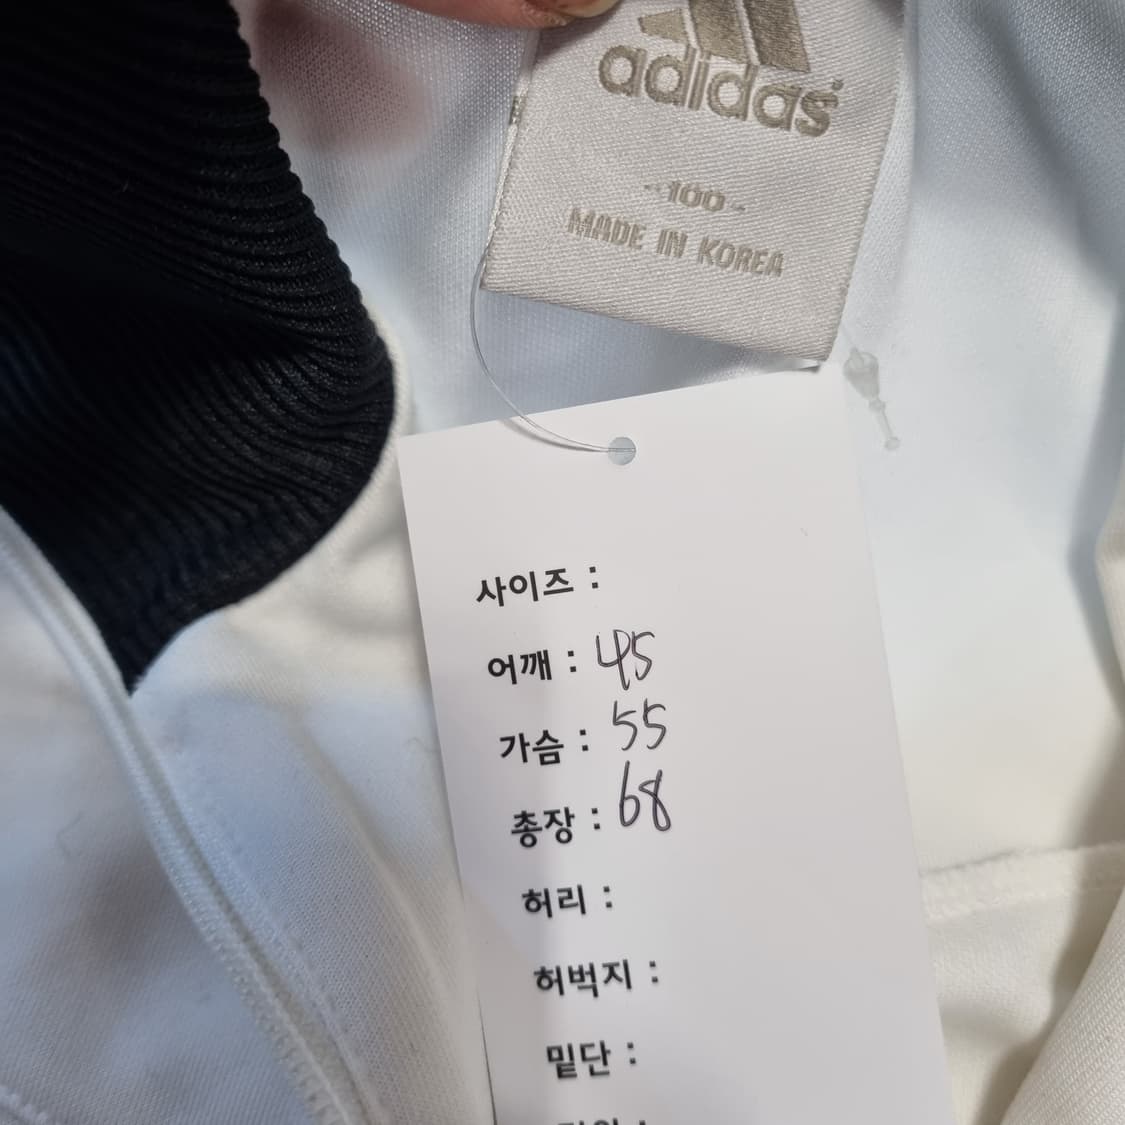 adidas
-100-
MADE IN KOREA
사이즈 :
어깨 : 45
가슴 : 55
총장 : 68
허리 :
허벅지 :
밑단 :